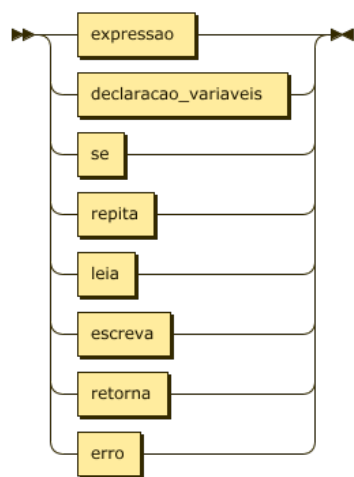 expressao
declaracao_variaveis
se
repita
leia
escreva
retorna
erro